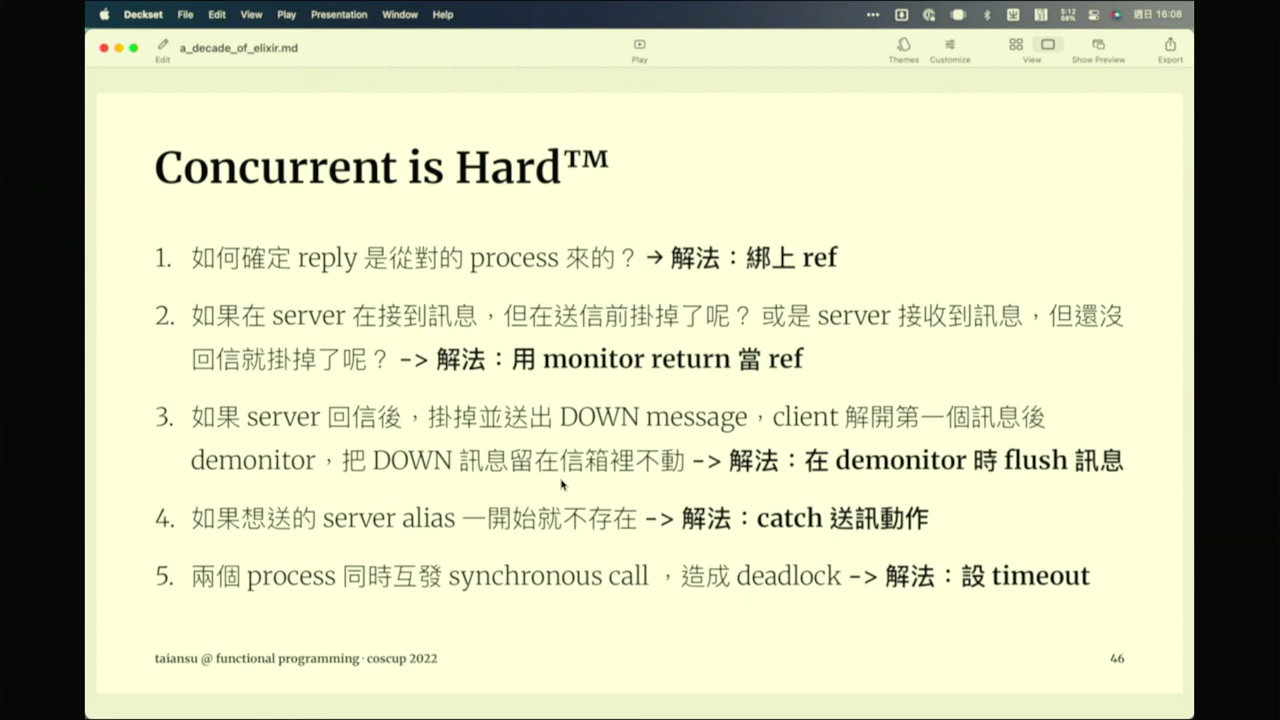 Deckset File Edit View Play Presentation Window Help 週日 16:08
a_decade_of_elixir.md
Edit Play Themes Customize View Show Preview Export
Concurrent is Hard™
1. 如何確定 reply 是從對的 process 來的？ → 解法：綁上 ref
2. 如果在 server 在接到訊息，但在送信前掛掉了呢？ 或是 server 接收到訊息，但還沒
回信就掛掉了呢？ -> 解法：用 monitor return 當 ref
3. 如果 server 回信後，掛掉並送出 DOWN message，client 解開第一個訊息後
demonitor，把 DOWN 訊息留在信箱裡不動 -> 解法：在 demonitor 時 flush 訊息
4. 如果想送的 server alias 一開始就不存在 -> 解法：catch 送訊動作
5. 兩個 process 同時互發 synchronous call ，造成 deadlock -> 解法：設 timeout
taiansu @ functional programming · coscup 2022
46